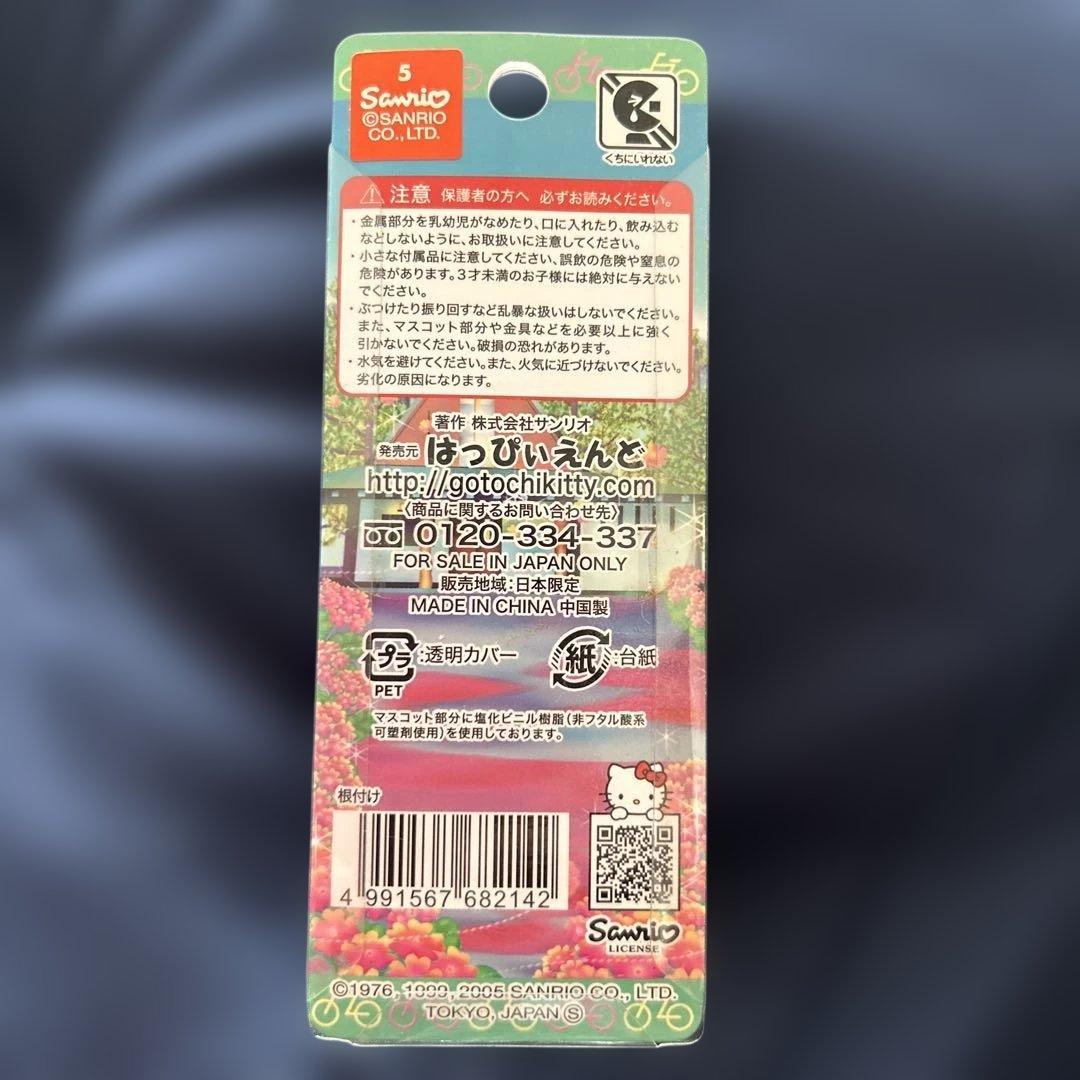 5
Sanrio
©SANRIO
CO., LTD.
くちにいれない
注意 保護者の方へ 必ずお読みください。
・金属部分を乳幼児がなめたり、口に入れたり、飲み込む
などしないように、お取扱いに注意してください。
・小さな付属品に注意してください、誤飲の危険や窒息の
危険があります。3才未満のお子様には絶対に与えない
でください。
・ぶつけたり振り回すなど乱暴な扱いはしないでください。
また、マスコット部分や金具などを必要以上に強く
引かないでください。破損の恐れがあります。
・水気を避けてください。また、火気に近づけないでください。
劣化の原因になります。
著作 株式会社サンリオ
発売元 はっぴぃえんど
http://gotochikitty.com
〈商品に関するお問い合わせ先〉
0120-334-337
FOR SALE IN JAPAN ONLY
販売地域:日本限定
MADE IN CHINA 中国製
プラ:透明カバー 紙:台紙
PET
マスコット部分に塩化ビニル樹脂(非フタル酸系
可塑剤使用)を使用しております。
根付け
4 991567 682142
Sanrio
LICENSE
©1976, 1999, 2005 SANRIO CO., LTD.
TOKYO, JAPAN Ⓢ